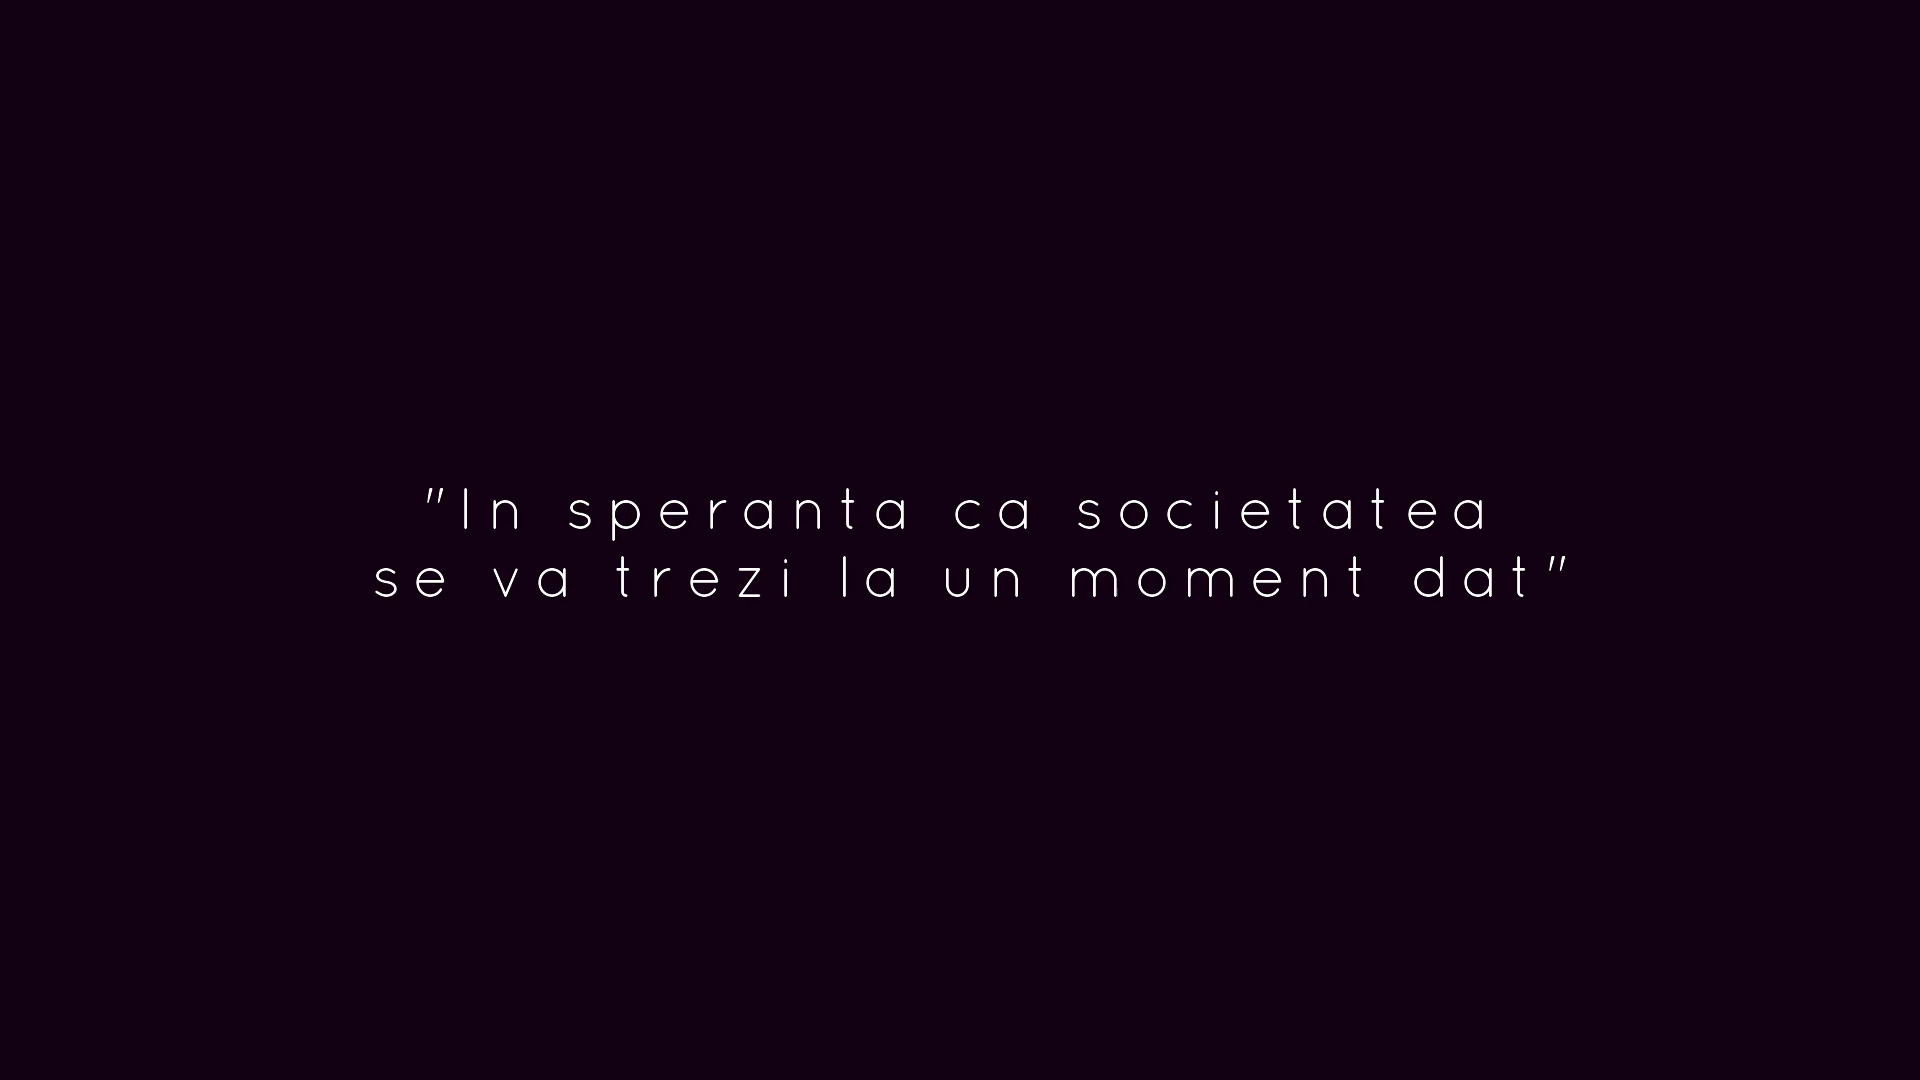 "In speranta ca societatea
se va trezi la un moment dat"